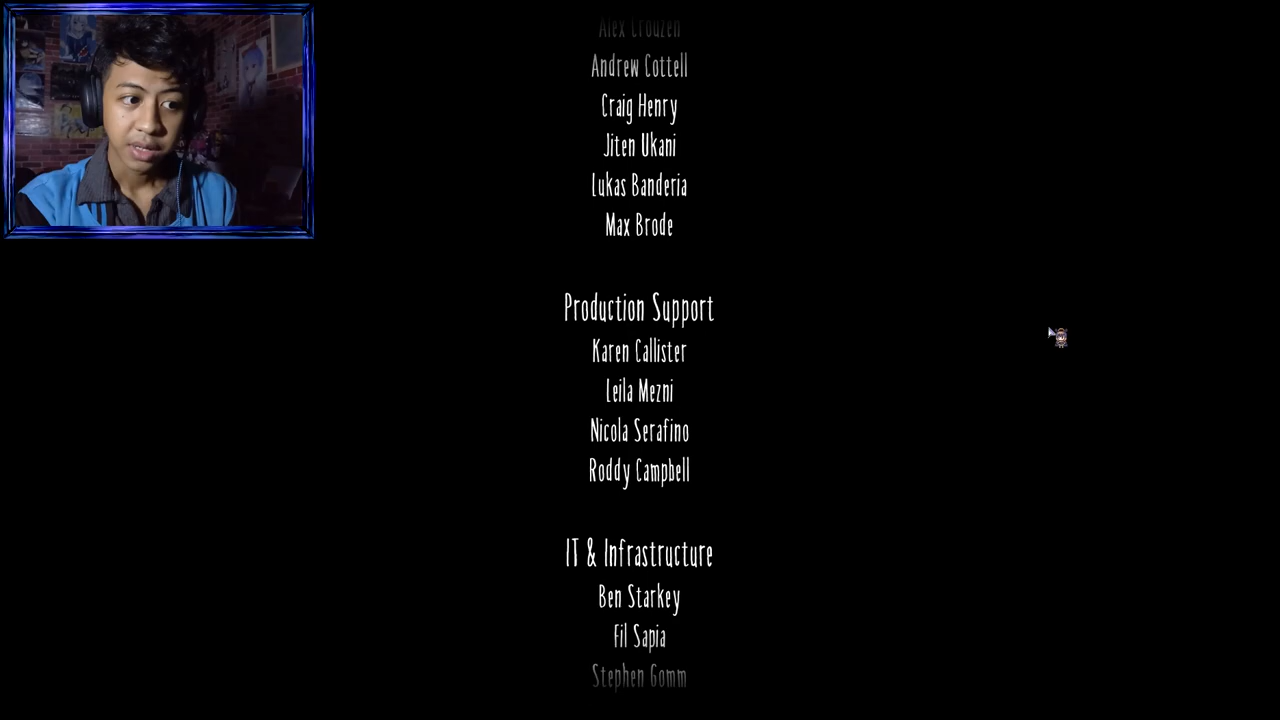 Andrew Cottell
Craig Henry
Jiten Ukani
Lukas Banderia
Max Brode
Production Support
Karen Callister
Leila Mezni
Nicola Serafino
Roddy Campbell
IT & Infrastructure
Ben Starkey
Fil Sapia
Stephen Gomm